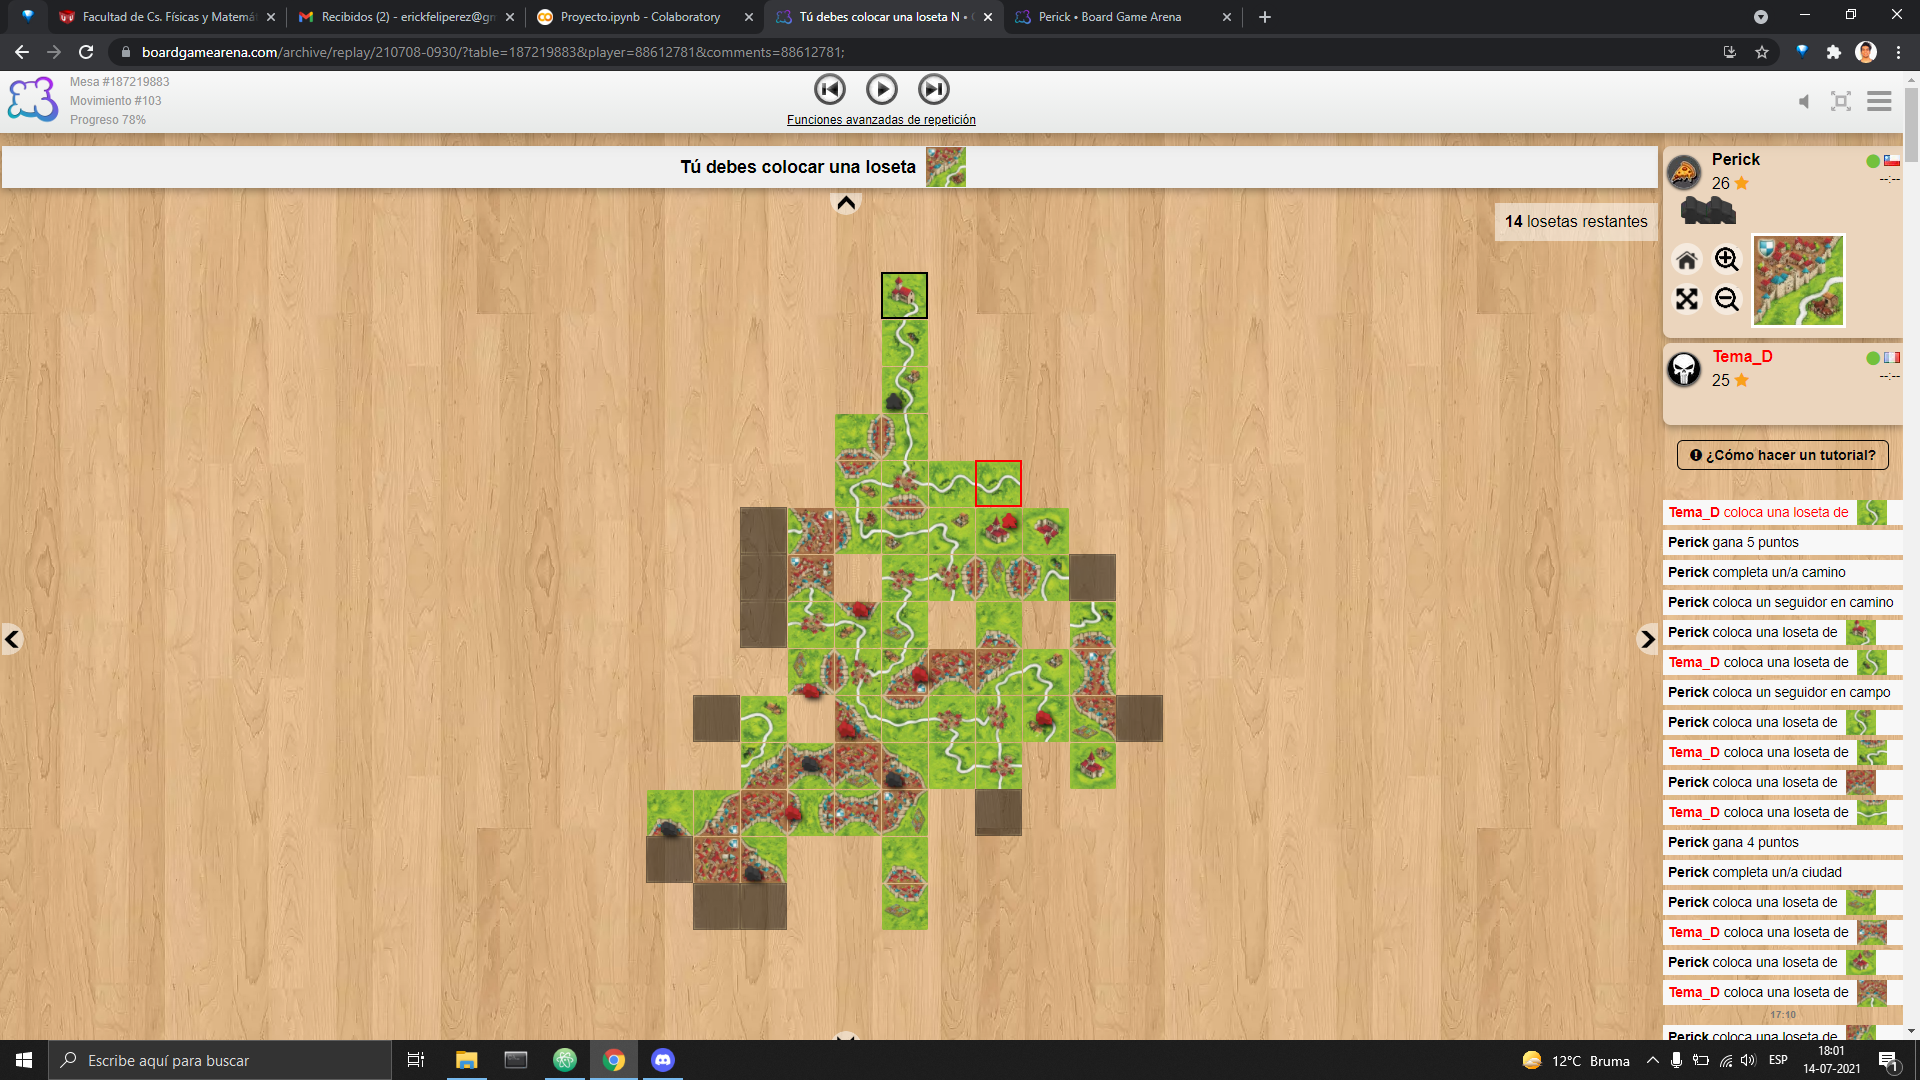 Facultad de Cs. Físicas y Matemá
Recibidos (2) - erickfeliperez@gm
Proyecto.ipynb - Colaboratory
Tú debes colocar una loseta N •
Perick • Board Game Arena
boardgamearena.com/archive/replay/210708-0930/?table=187219883&player=88612781&comments=88612781;
Mesa #187219883
Movimiento #103
Progreso 78%
Funciones avanzadas de repetición
Tú debes colocar una loseta
14 losetas restantes
Perick
26
--:--
Tema_D
25
--:--
¿Cómo hacer un tutorial?
Tema_D coloca una loseta de
Perick gana 5 puntos
Perick completa un/a camino
Perick coloca un seguidor en camino
Perick coloca una loseta de
Tema_D coloca una loseta de
Perick coloca un seguidor en campo
Perick coloca una loseta de
Tema_D coloca una loseta de
Perick coloca una loseta de
Tema_D coloca una loseta de
Perick gana 4 puntos
Perick completa un/a ciudad
Perick coloca una loseta de
Tema_D coloca una loseta de
Perick coloca una loseta de
Tema_D coloca una loseta de
17:10
Perick coloca una loseta de
Escribe aquí para buscar
12°C Bruma
ESP
18:01
14-07-2021
1